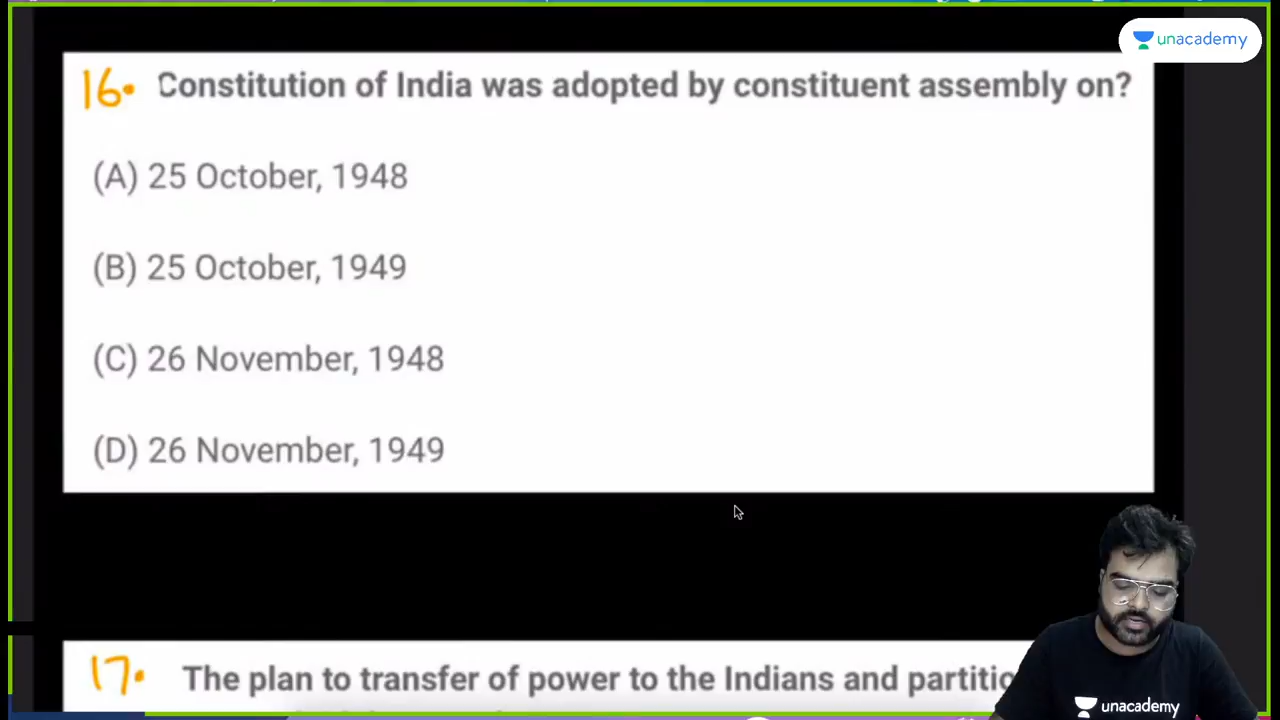 unacademy
16. Constitution of India was adopted by constituent assembly on?
(A) 25 October, 1948
(B) 25 October, 1949
(C) 26 November, 1948
(D) 26 November, 1949
17. The plan to transfer of power to the Indians and
unacademy